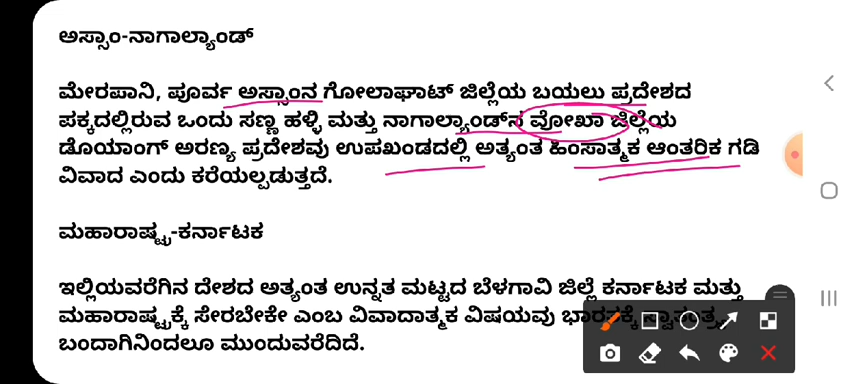 ಅಸ್ಸಾಂ-ನಾಗಾಲ್ಯಾಂಡ್
ಮೇರಪಾನಿ, ಪೂರ್ವ ಅಸ್ಸಾಂನ ಗೋಲಾಘಾಟ್ ಜಿಲ್ಲೆಯ ಬಯಲು ಪ್ರದೇಶದ
ಪಕ್ಕದಲ್ಲಿರುವ ಒಂದು ಸಣ್ಣ ಹಳ್ಳಿ ಮತ್ತು ನಾಗಾಲ್ಯಾಂಡ್‌ನ ವೋಖಾ ಜಿಲ್ಲೆಯ
ಡೊಯಾಂಗ್ ಅರಣ್ಯ ಪ್ರದೇಶವು ಉಪಖಂಡದಲ್ಲಿ ಅತ್ಯಂತ ಹಿಂಸಾತ್ಮಕ ಆಂತರಿಕ ಗಡಿ
ವಿವಾದ ಎಂದು ಕರೆಯಲ್ಪಡುತ್ತದೆ.
ಮಹಾರಾಷ್ಟ್ರ-ಕರ್ನಾಟಕ
ಇಲ್ಲಿಯವರೆಗಿನ ದೇಶದ ಅತ್ಯಂತ ಉನ್ನತ ಮಟ್ಟದ ಬೆಳಗಾವಿ ಜಿಲ್ಲೆ ಕರ್ನಾಟಕ ಮತ್ತು
ಮಹಾರಾಷ್ಟ್ರಕ್ಕೆ ಸೇರಬೇಕೇ ಎಂಬ ವಿವಾದಾತ್ಮಕ ವಿಷಯವು
ಬಂದಾಗಿನಿಂದಲೂ ಮುಂದುವರೆದಿದೆ.